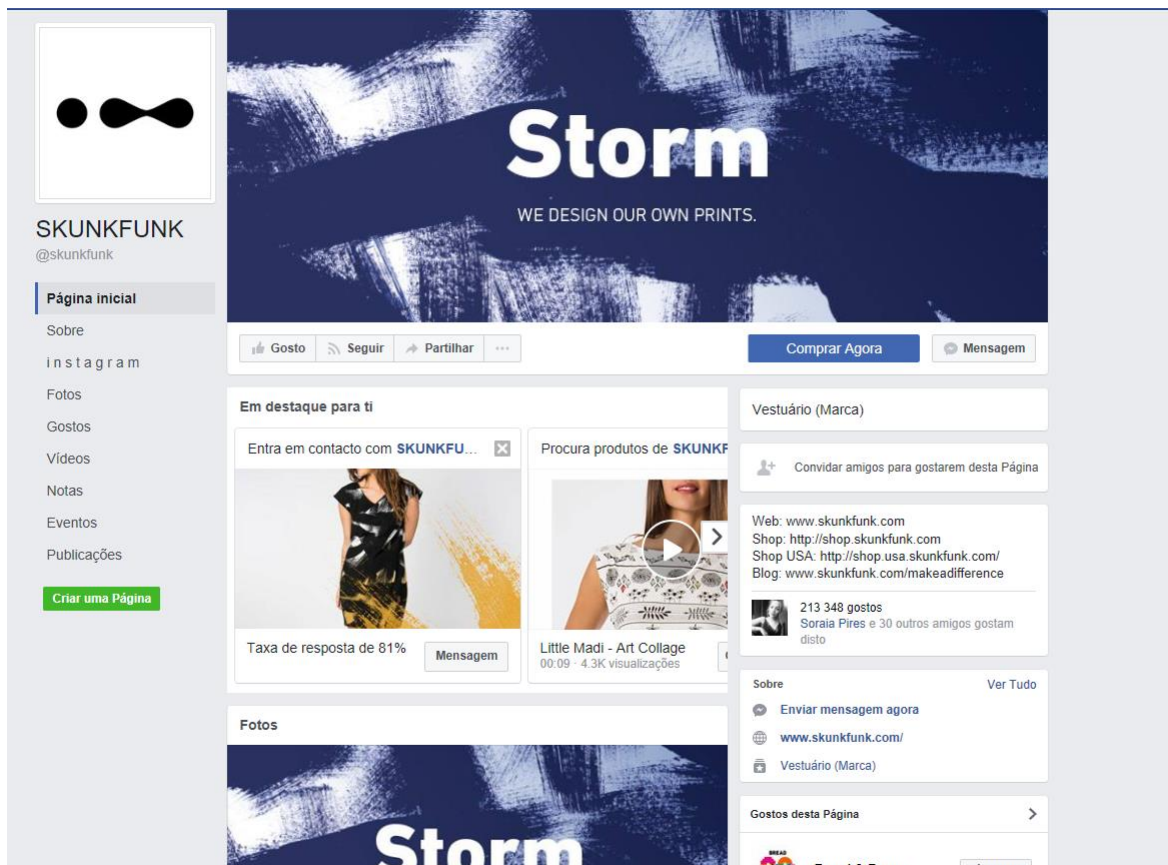 SKUNKFUNK
@skunkfunk
Página inicial
Sobre
i n s t a g r a m
Fotos
Gostos
Vídeos
Notas
Eventos
Publicações
Criar uma Página
Storm
WE DESIGN OUR OWN PRINTS.
Gosto
Seguir
Partilhar
Comprar Agora
Mensagem
Em destaque para ti
Entra em contacto com SKUNKFU...
Taxa de resposta de 81%
Mensagem
Procura produtos de SKUNKF
Little Madi - Art Collage
00:09 · 4.3K visualizações
Fotos
Storm
Vestuário (Marca)
Convidar amigos para gostarem desta Página
Web: www.skunkfunk.com
Shop: http://shop.skunkfunk.com
Shop USA: http://shop.usa.skunkfunk.com/
Blog: www.skunkfunk.com/makeadifference
213 348 gostos
Soraia Pires e 30 outros amigos gostam
disto
Sobre
Ver Tudo
Enviar mensagem agora
www.skunkfunk.com/
Vestuário (Marca)
Gostos desta Página
BREAD